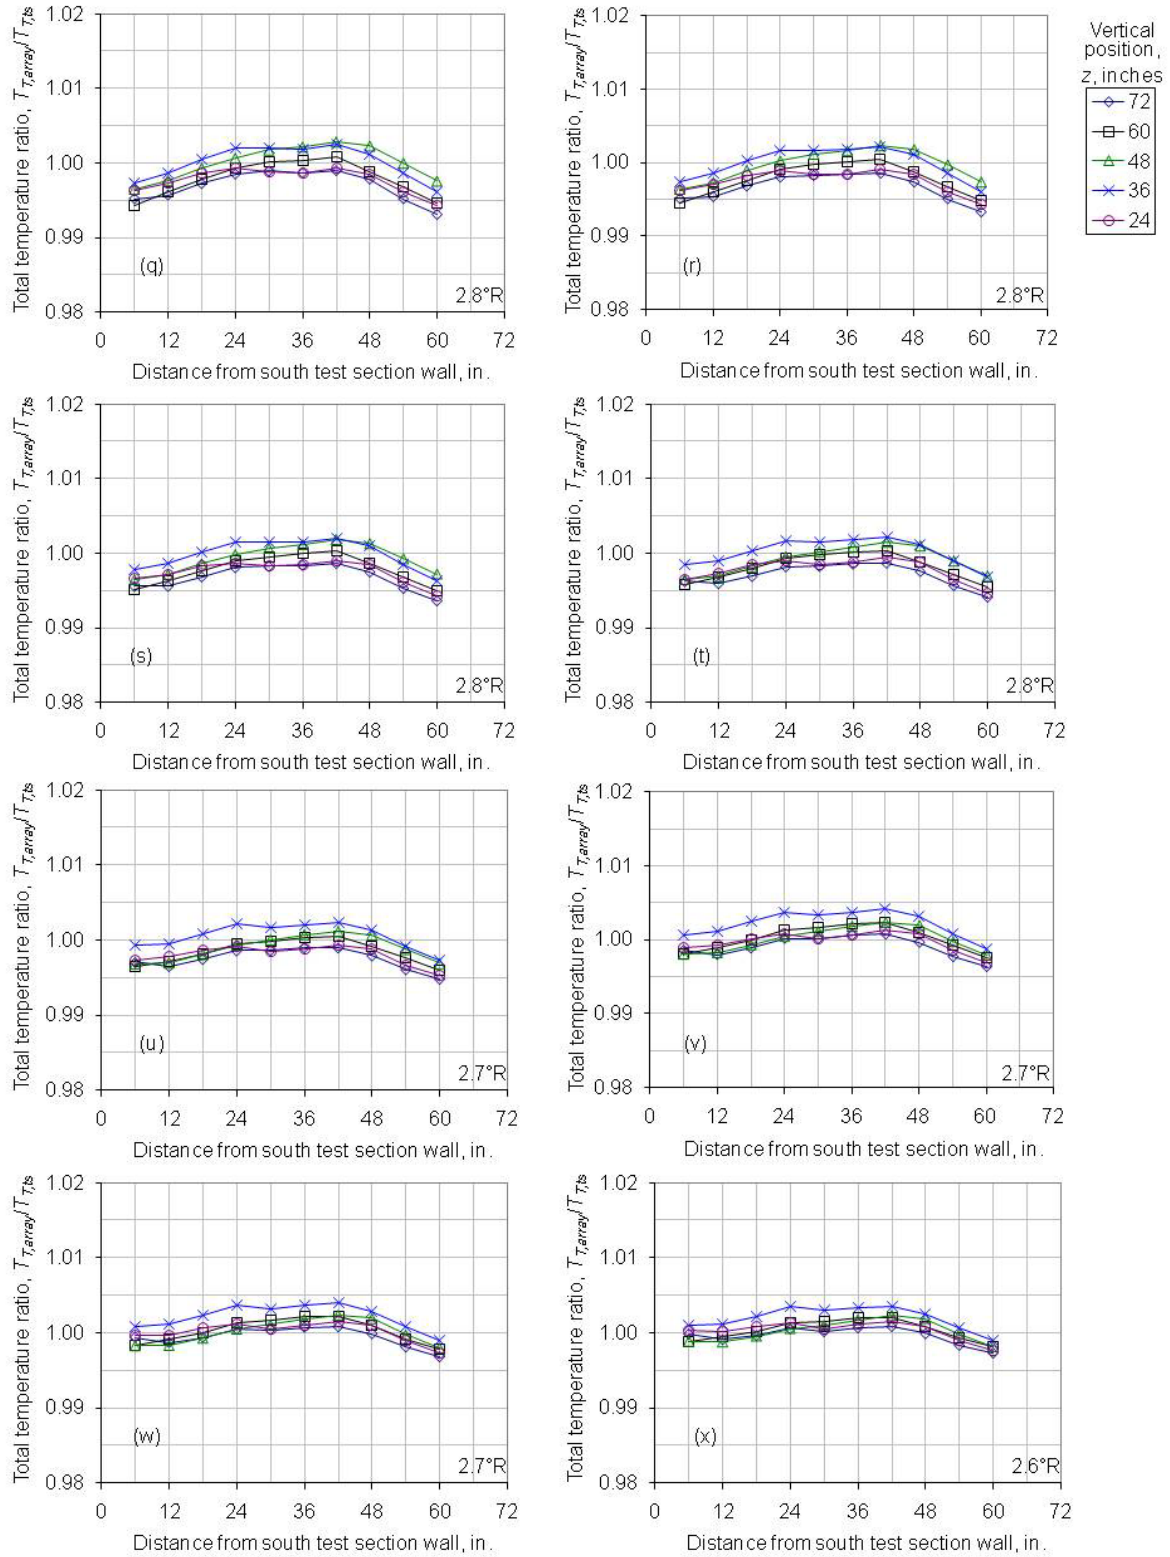 Total temperature ratio, T_T,array/T_T,ts
1.02
1.01
1.00
0.99
0.98
(q)
2.8°R
0 12 24 36 48 60 72
Distance from south test section wall, in.
Total temperature ratio, T_T,array/T_T,ts
1.02
1.01
1.00
0.99
0.98
(r)
2.8°R
0 12 24 36 48 60 72
Distance from south test section wall, in.
Vertical
position,
z, inches
72
60
48
36
24
Total temperature ratio, T_T,array/T_T,ts
1.02
1.01
1.00
0.99
0.98
(s)
2.8°R
0 12 24 36 48 60 72
Distance from south test section wall, in.
Total temperature ratio, T_T,array/T_T,ts
1.02
1.01
1.00
0.99
0.98
(t)
2.8°R
0 12 24 36 48 60 72
Distance from south test section wall, in.
Total temperature ratio, T_T,array/T_T,ts
1.02
1.01
1.00
0.99
0.98
(u)
2.7°R
0 12 24 36 48 60 72
Distance from south test section wall, in.
Total temperature ratio, T_T,array/T_T,ts
1.02
1.01
1.00
0.99
0.98
(v)
2.7°R
0 12 24 36 48 60 72
Distance from south test section wall, in.
Total temperature ratio, T_T,array/T_T,ts
1.02
1.01
1.00
0.99
0.98
(w)
2.7°R
0 12 24 36 48 60 72
Distance from south test section wall, in.
Total temperature ratio, T_T,array/T_T,ts
1.02
1.01
1.00
0.99
0.98
(x)
2.6°R
0 12 24 36 48 60 72
Distance from south test section wall, in.